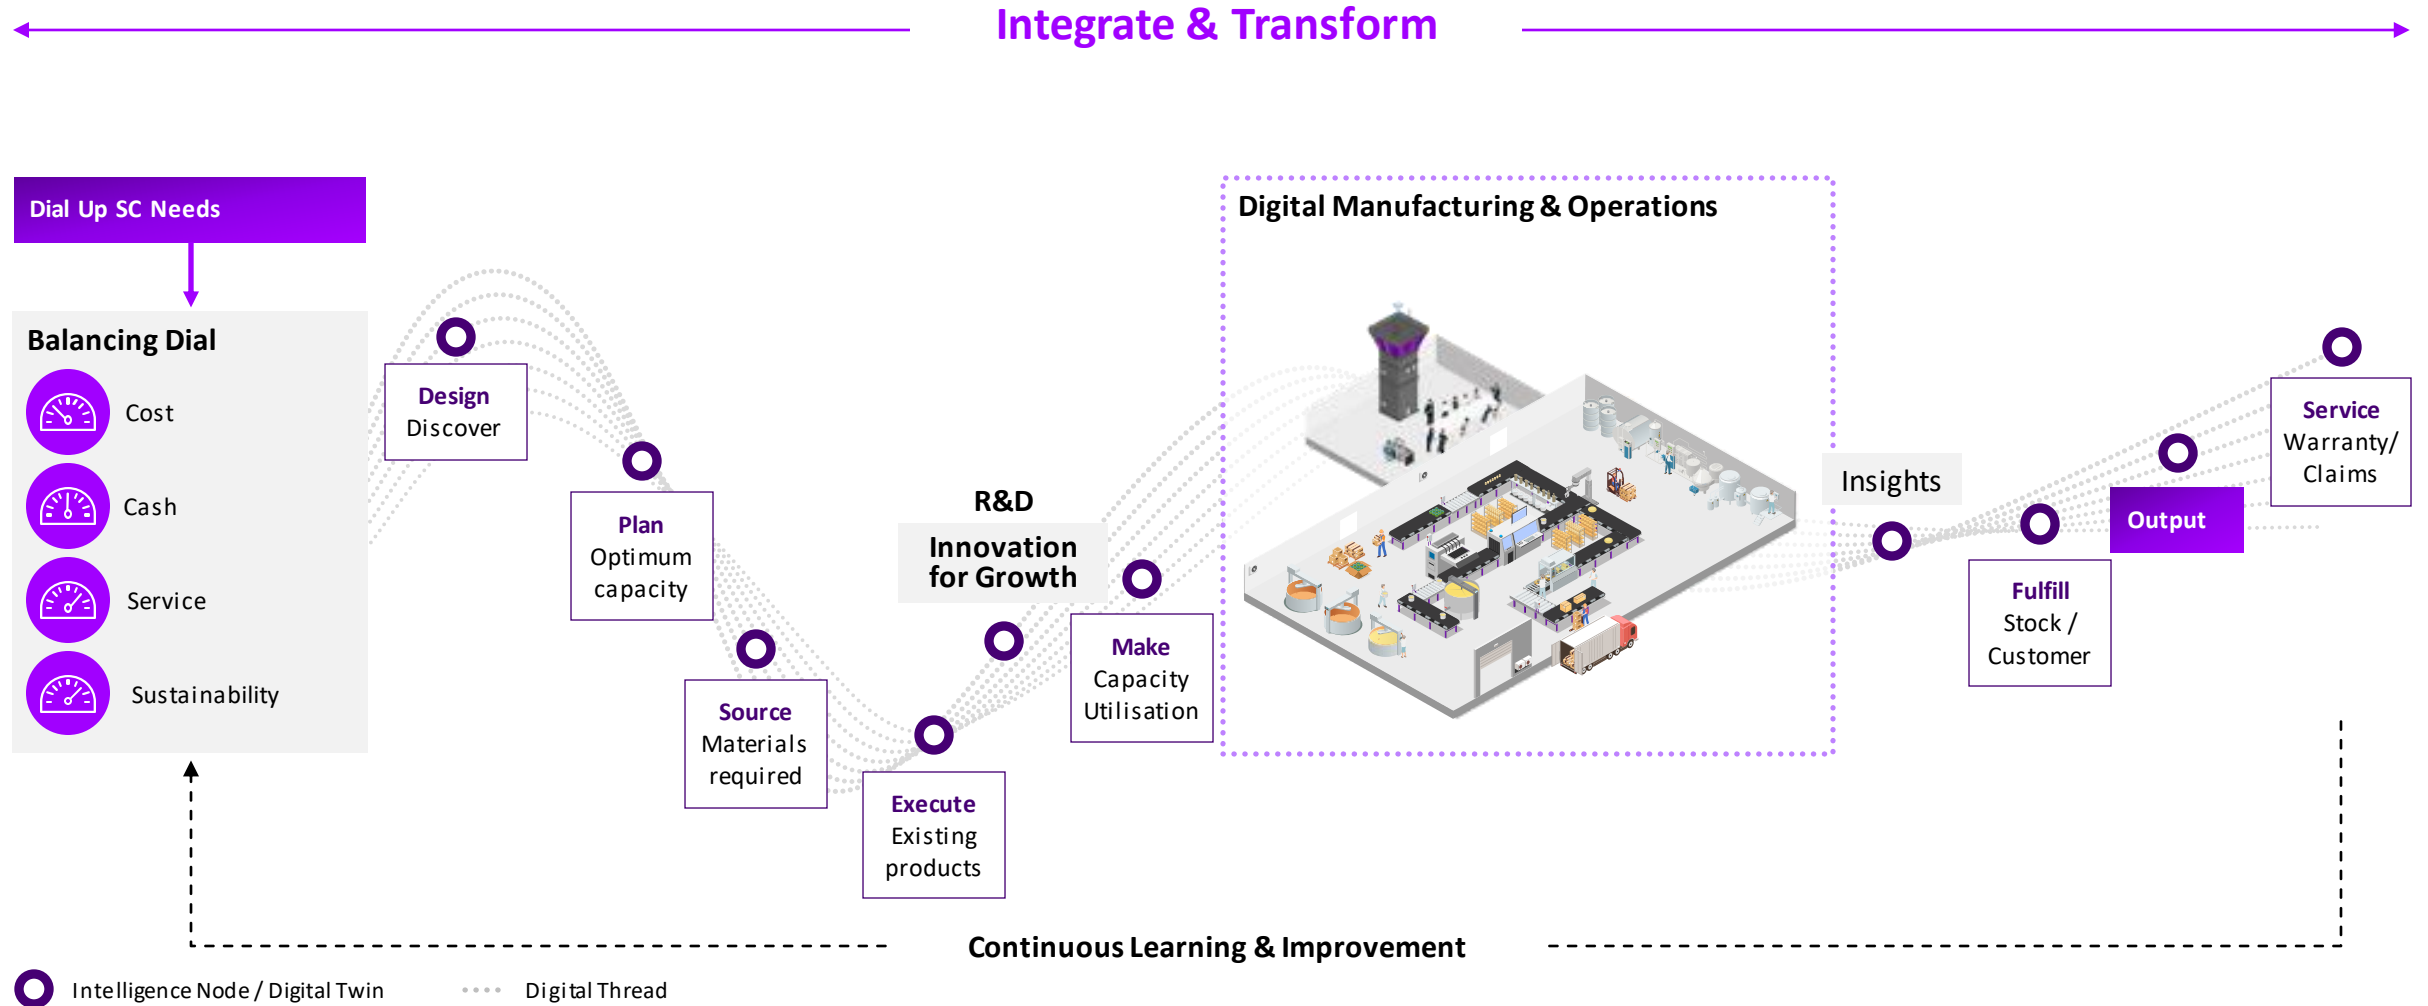 Integrate & Transform
Dial Up SC Needs
Balancing Dial
Cost
Cash
Service
Sustainability
Design
Discover
Plan
Optimum
capacity
Source
Materials
required
Execute
Existing
products
R&D
Innovation
for Growth
Make
Capacity
Utilisation
Digital Manufacturing & Operations
Insights
Fulfill
Stock /
Customer
Output
Service
Warranty/
Claims
Continuous Learning & Improvement
Intelligence Node / Digital Twin
Digital Thread